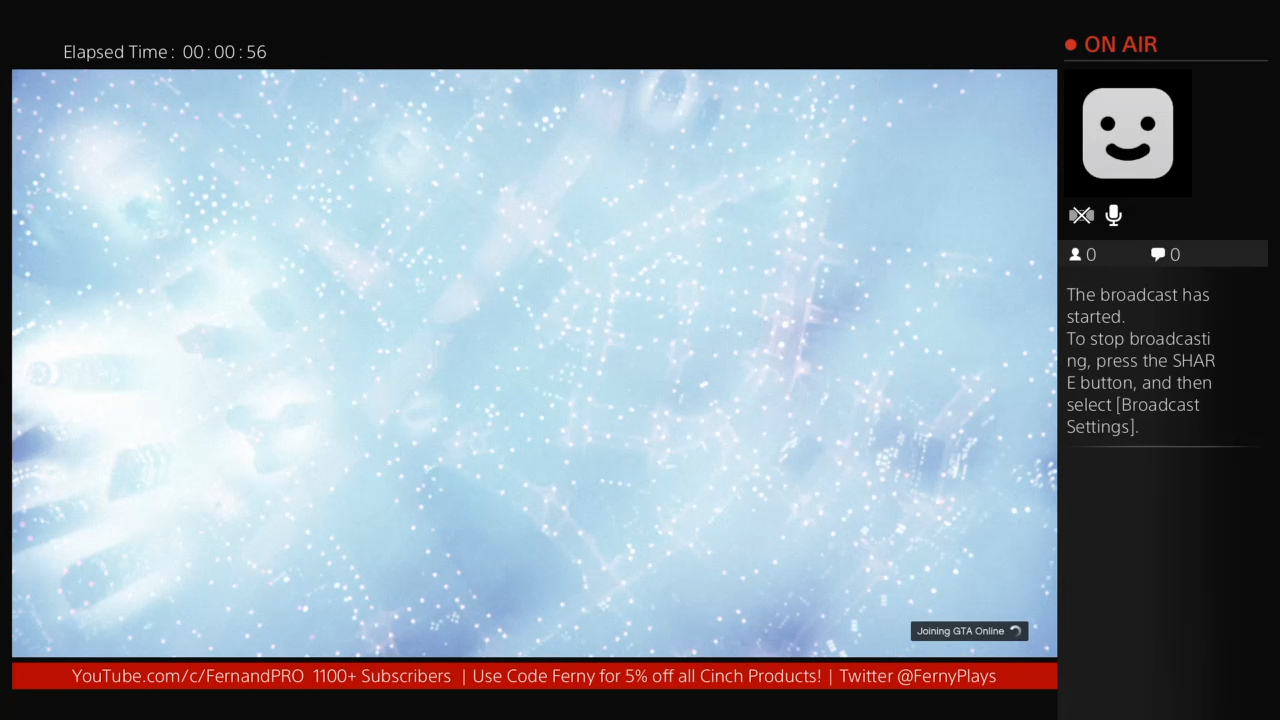 Elapsed Time: 00:00:56
ON AIR
0 0
The broadcast has
started.
To stop broadcasti
ng, press the SHAR
E button, and then
select [Broadcast
Settings].
Joining GTA Online
YouTube.com/c/FernandPRO 1100+ Subscribers | Use Code Ferny for 5% off all Cinch Products! | Twitter @FernyPlays